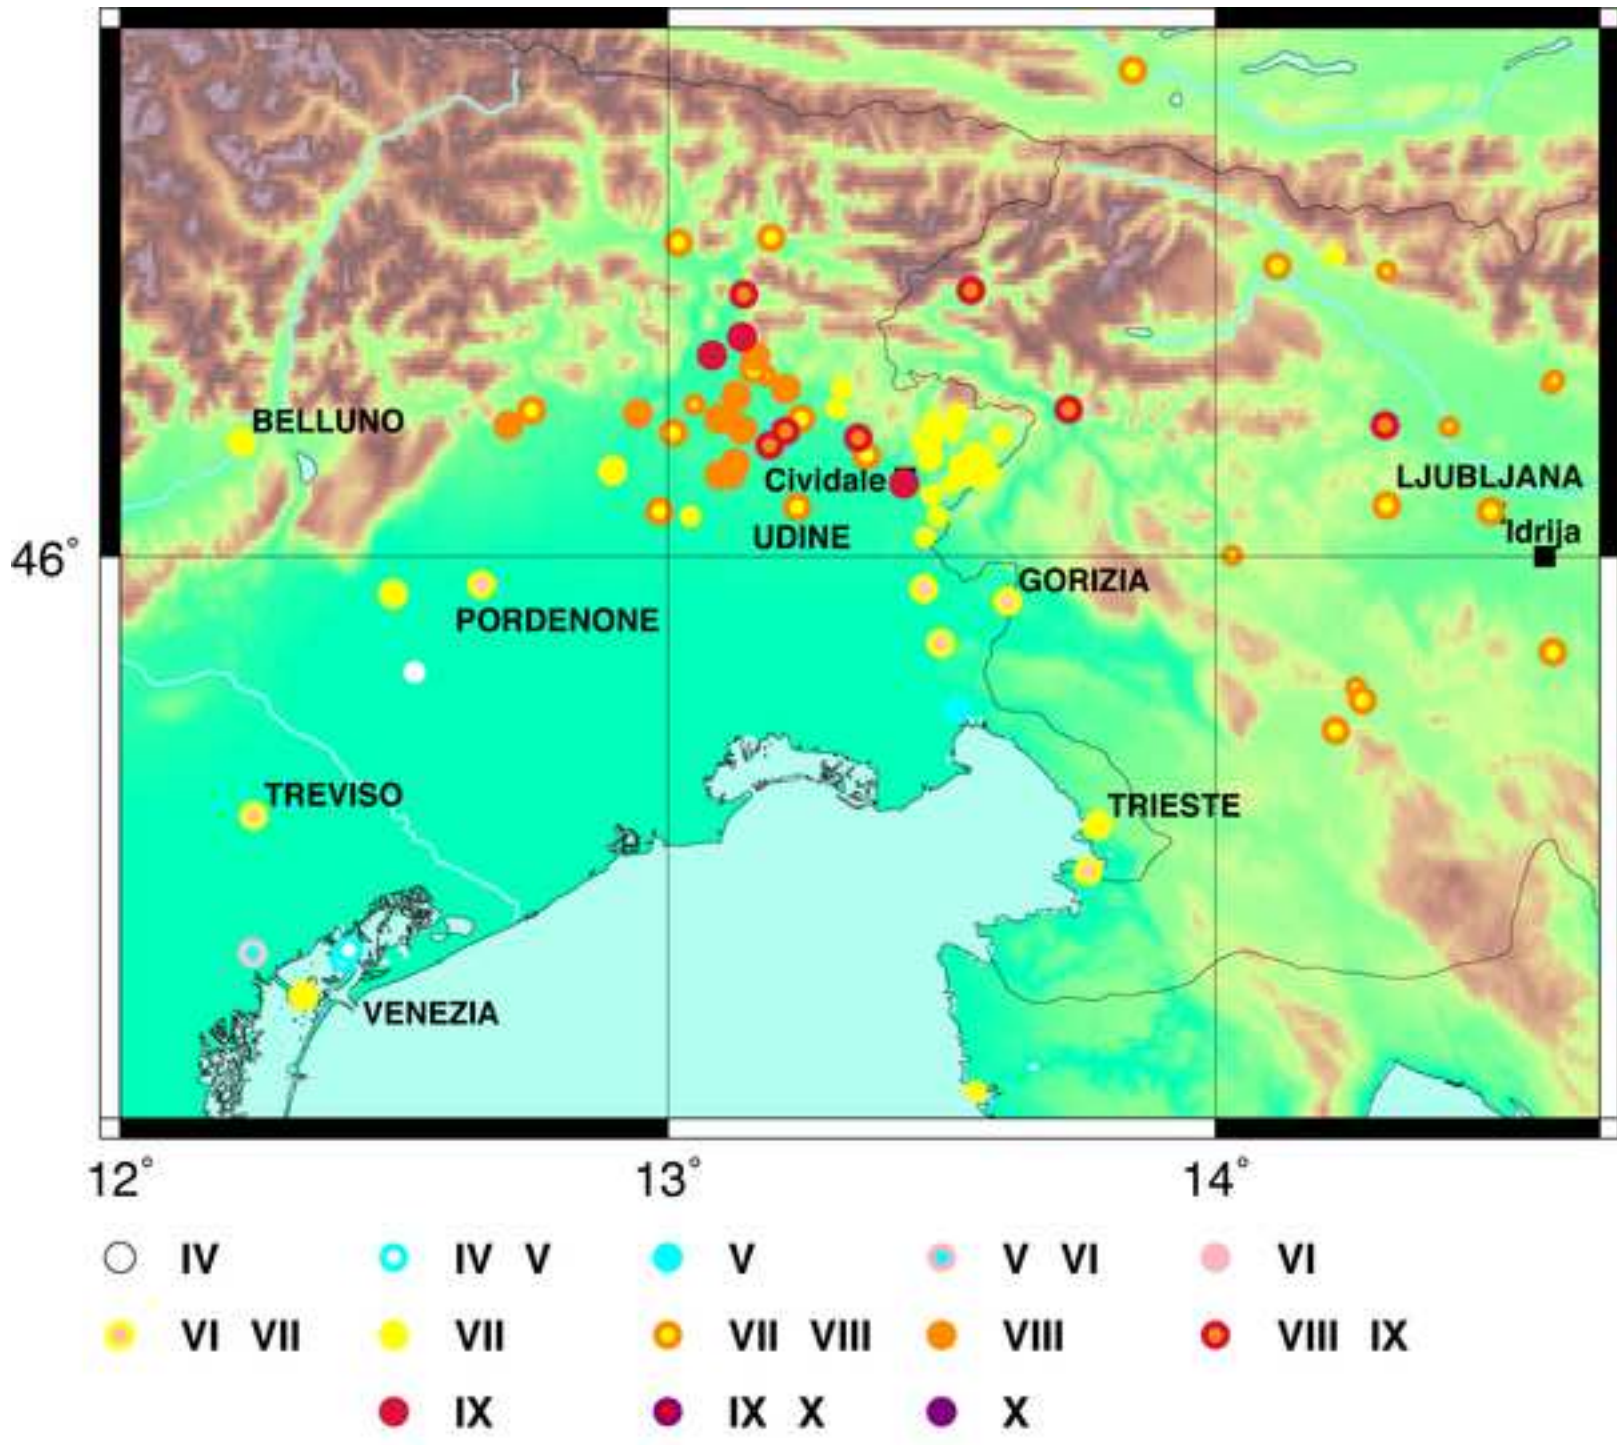 BELLUNO
Cividale
LJUBLJANA
UDINE
Idrija
46°
GORIZIA
PORDENONE
TREVISO
TRIESTE
VENEZIA
12° 13° 14°
IV IV V V V VI VI
VI VII VII VII VIII VIII VIII IX
IX IX X X